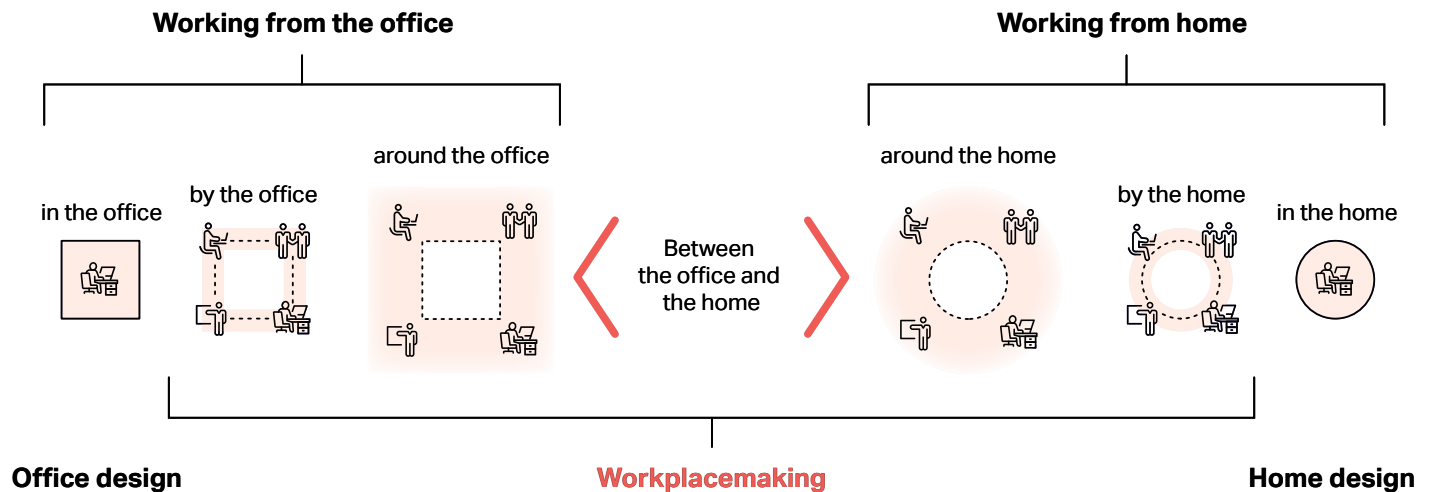 Working from the office
Working from home
around the office
around the home
by the office
by the home
in the office
in the home
Between
the office and
the home
Office design
Workplacemaking
Home design